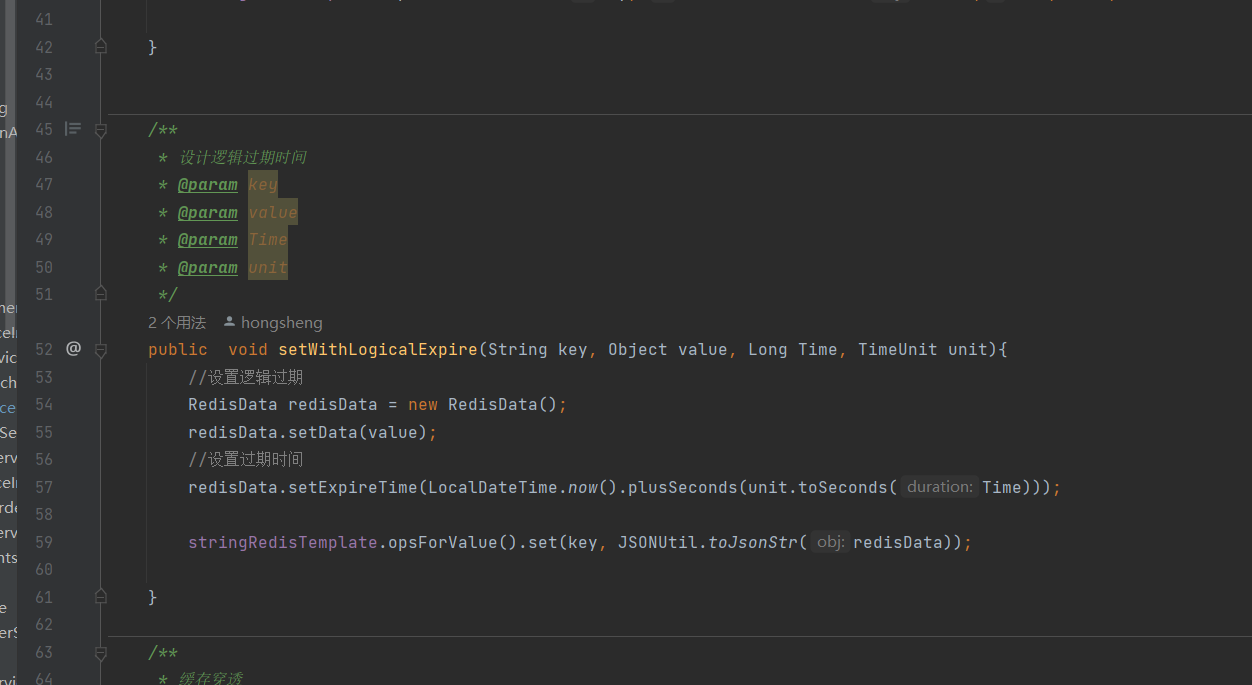 41
42 }
43
44
45 /**
46 * 设计逻辑过期时间
47 * @param key
48 * @param value
49 * @param Time
50 * @param unit
51 */
2 个用法 hongsheng
52 @ public void setWithLogicalExpire(String key, Object value, Long Time, TimeUnit unit){
53 //设置逻辑过期
54 RedisData redisData = new RedisData();
55 redisData.setData(value);
56 //设置过期时间
57 redisData.setExpireTime(LocalDateTime.now().plusSeconds(unit.toSeconds( duration: Time)));
58
59 stringRedisTemplate.opsForValue().set(key, JSONUtil.toJsonStr( obj: redisData));
60
61 }
62
63 /**
64 * 缓存穿透